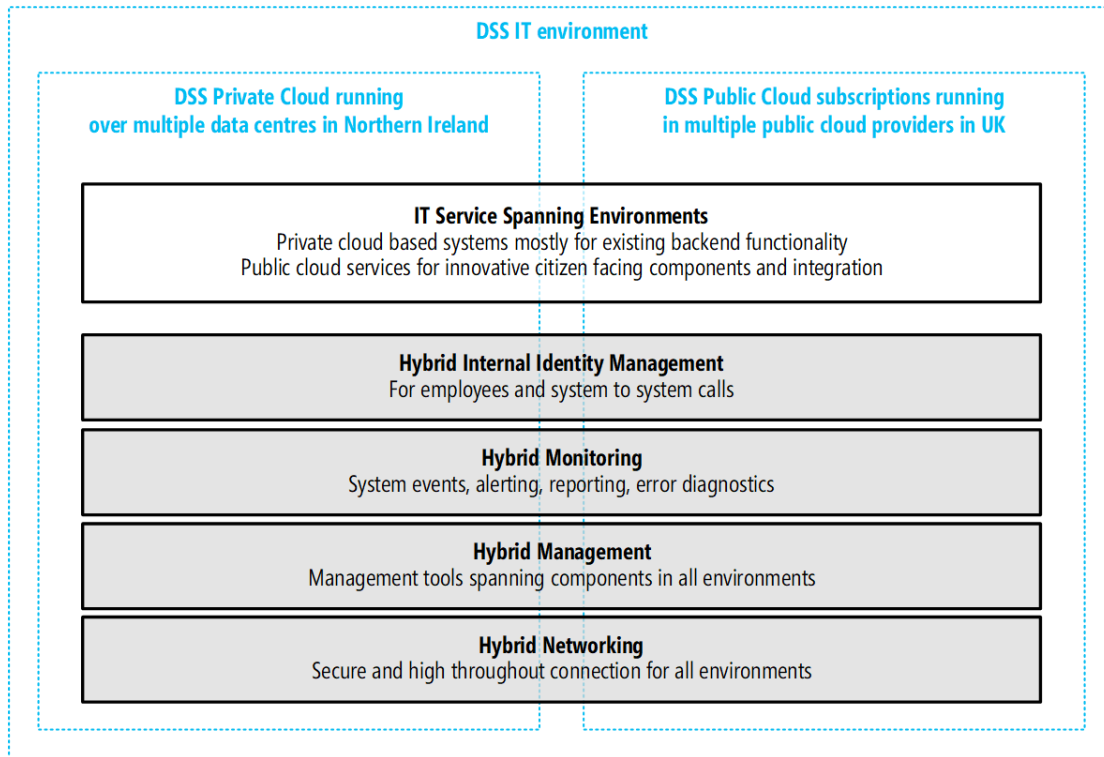 DSS IT environment
DSS Private Cloud running
over multiple data centres in Northern Ireland
DSS Public Cloud subscriptions running
in multiple public cloud providers in UK
IT Service Spanning Environments
Private cloud based systems mostly for existing backend functionality
Public cloud services for innovative citizen facing components and integration
Hybrid Internal Identity Management
For employees and system to system calls
Hybrid Monitoring
System events, alerting, reporting, error diagnostics
Hybrid Management
Management tools spanning components in all environments
Hybrid Networking
Secure and high throughout connection for all environments